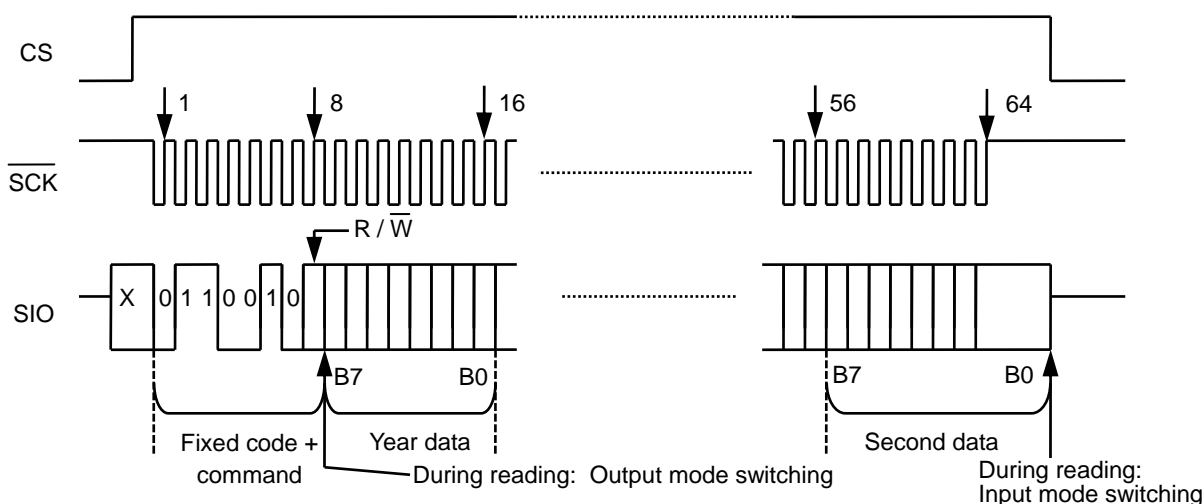 CS
1
8
16
56
64
SCK
R / W
SIO
X 0 1 1 0 0 1 0
B7
B0
B7
B0
Fixed code +
command
Year data
Second data
During reading: Output mode switching
During reading:
Input mode switching